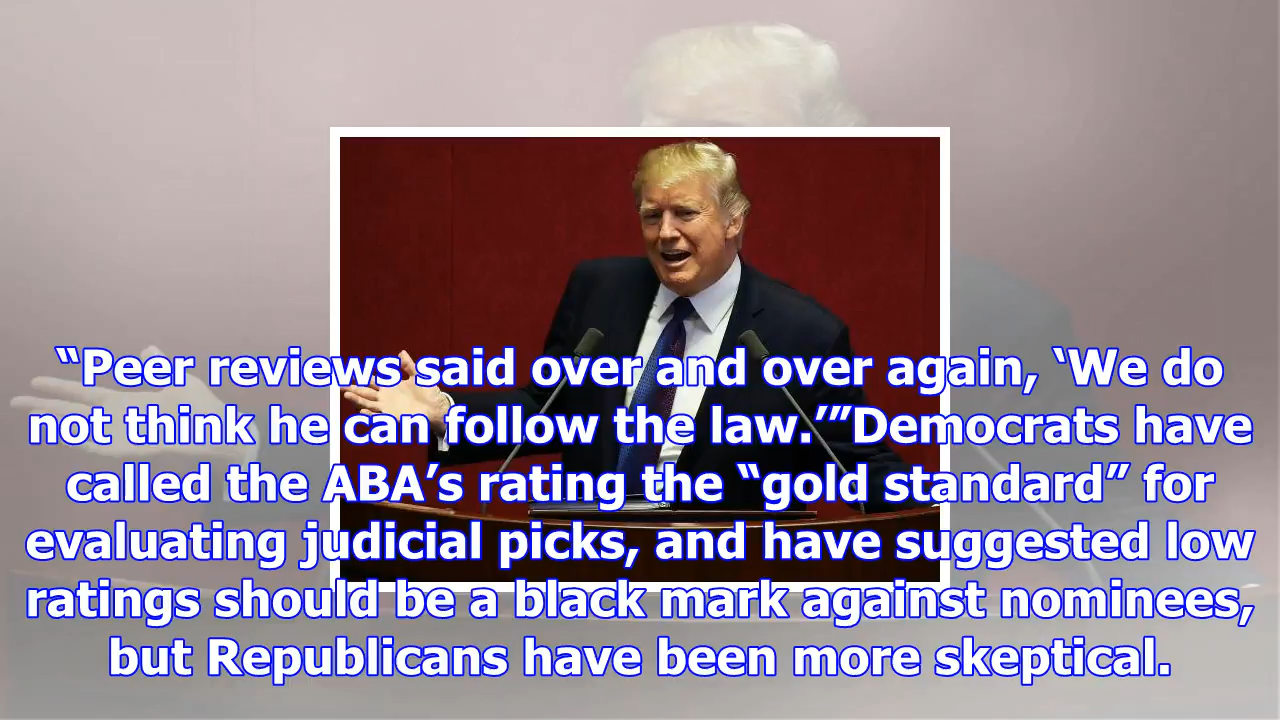 “Peer reviews said over and over again, ‘We do
not think he can follow the law.’”Democrats have
called the ABA’s rating the “gold standard” for
evaluating judicial picks, and have suggested low
ratings should be a black mark against nominees,
but Republicans have been more skeptical.